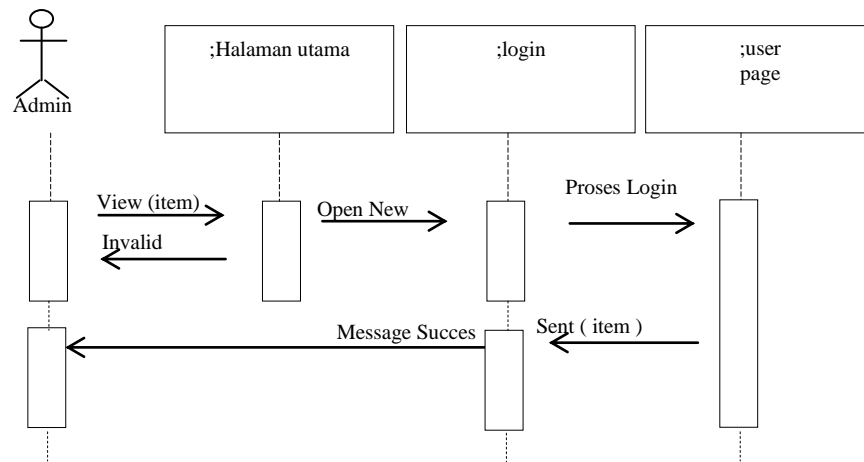 ;Halaman utama
;login
;user
page
Admin
View (item)
Open New
Proses Login
Invalid
Message Succes
Sent ( item )